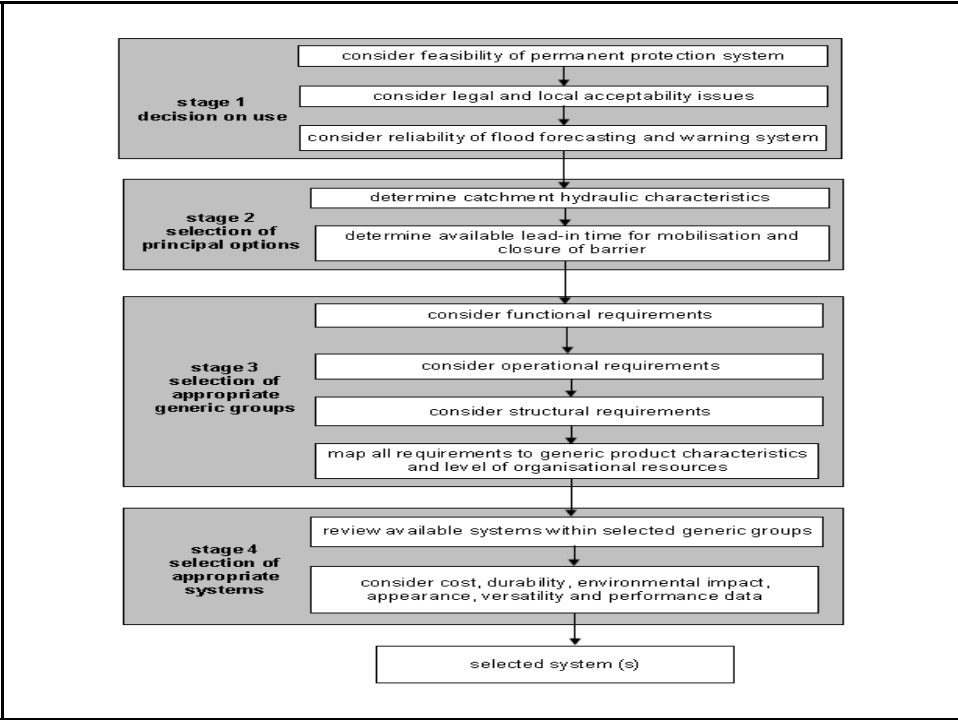 consider feasibility of permanent protection system
stage 1
decision on use
consider legal and local acceptability issues
consider reliability of flood forecasting and warning system
stage 2
selection of
principal options
determine catchment hydraulic characteristics
determine available lead-in time for mobilisation and
closure of barrier
stage 3
selection of
appropriate
generic groups
consider functional requirements
consider operational requirements
consider structural requirements
map all requirements to generic product characteristics
and level of organisational resources
stage 4
selection of
appropriate
systems
review available systems within selected generic groups
consider cost, durability, environmental impact,
appearance, versatility and performance data
selected system (s)